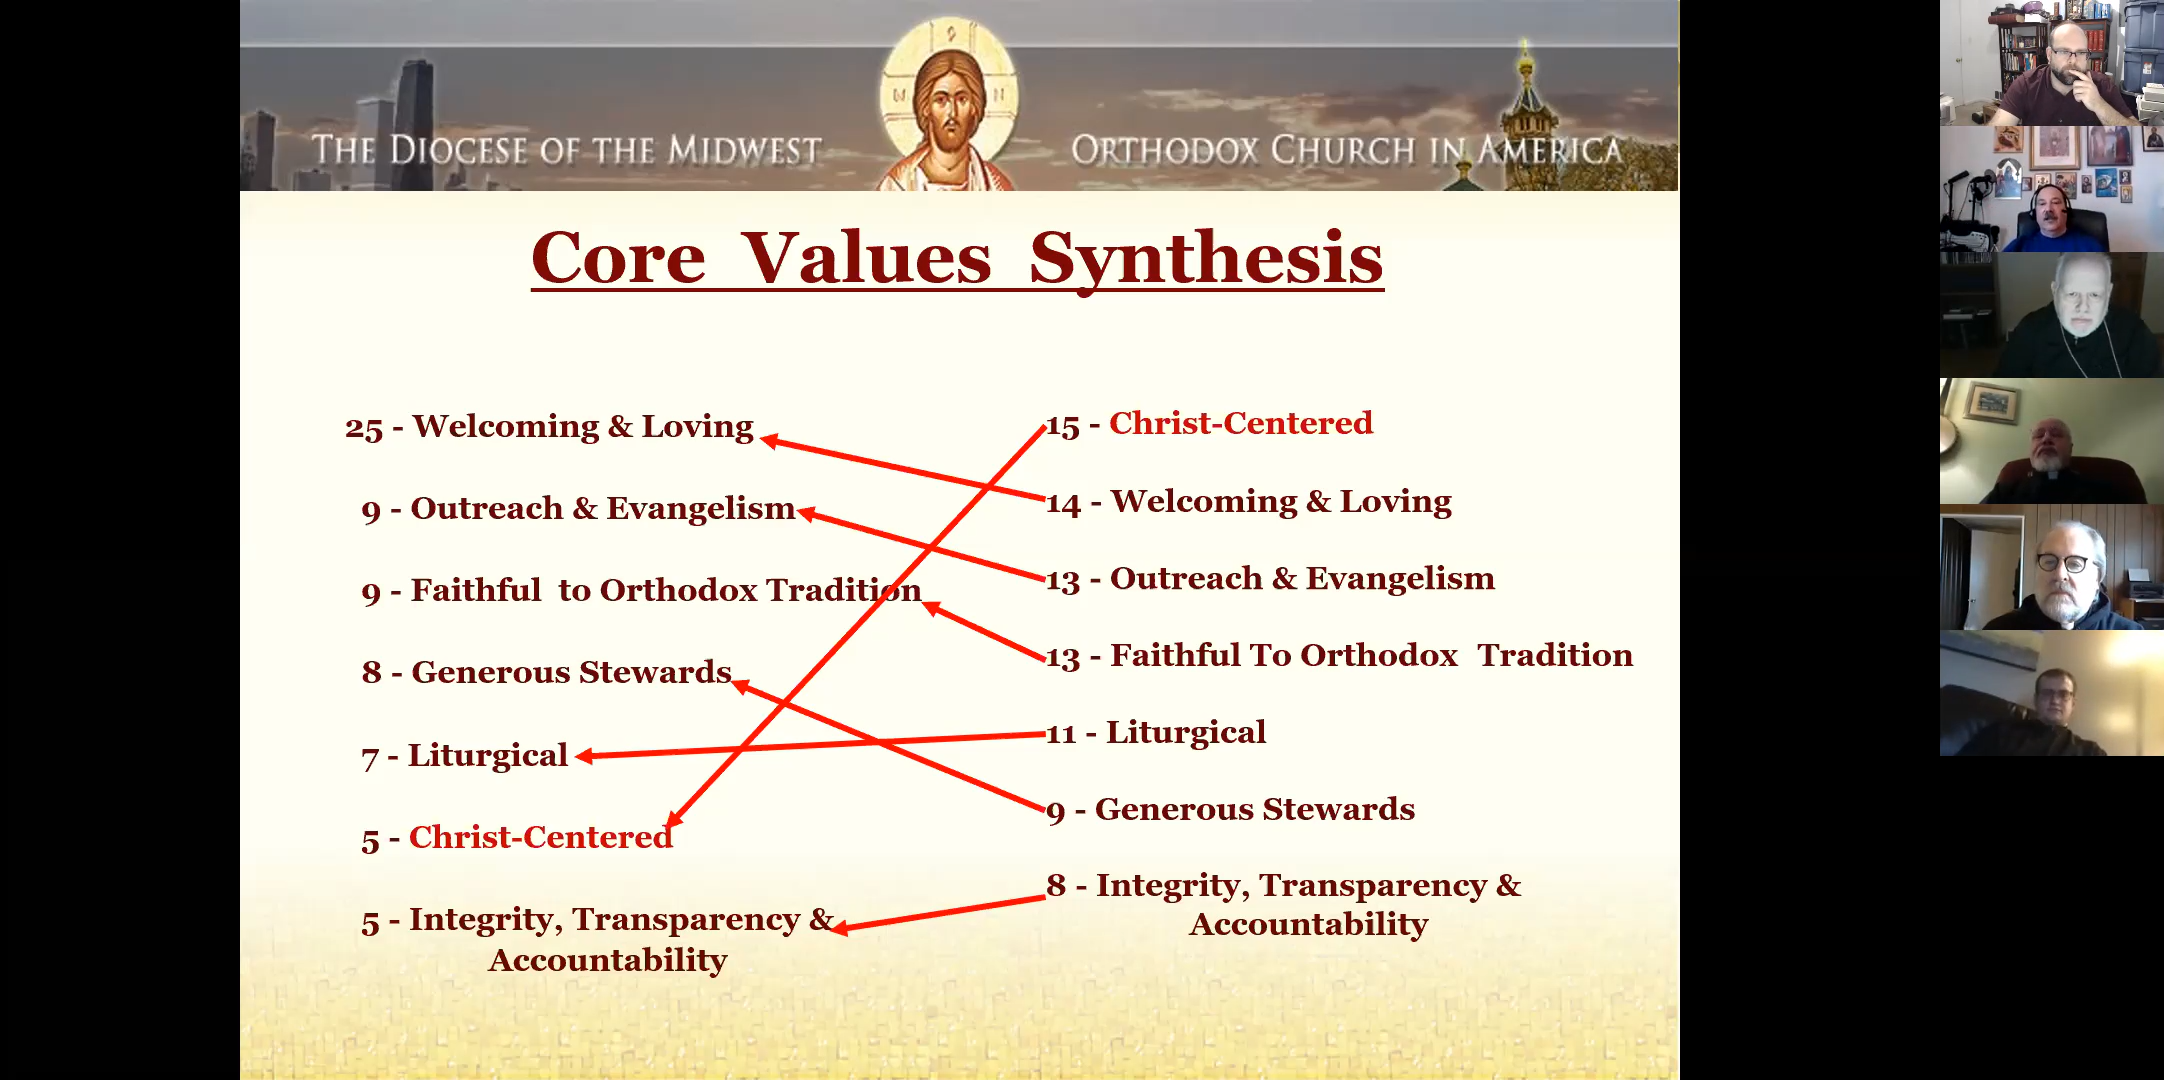 THE DIOCESE OF THE MIDWEST
ORTHODOX CHURCH IN AMERICA
Core Values Synthesis
25 - Welcoming & Loving
9 - Outreach & Evangelism
9 - Faithful to Orthodox Tradition
8 - Generous Stewards
7 - Liturgical
5 - Christ-Centered
5 - Integrity, Transparency &
Accountability
15 - Christ-Centered
14 - Welcoming & Loving
13 - Outreach & Evangelism
13 - Faithful To Orthodox Tradition
11 - Liturgical
9 - Generous Stewards
8 - Integrity, Transparency &
Accountability